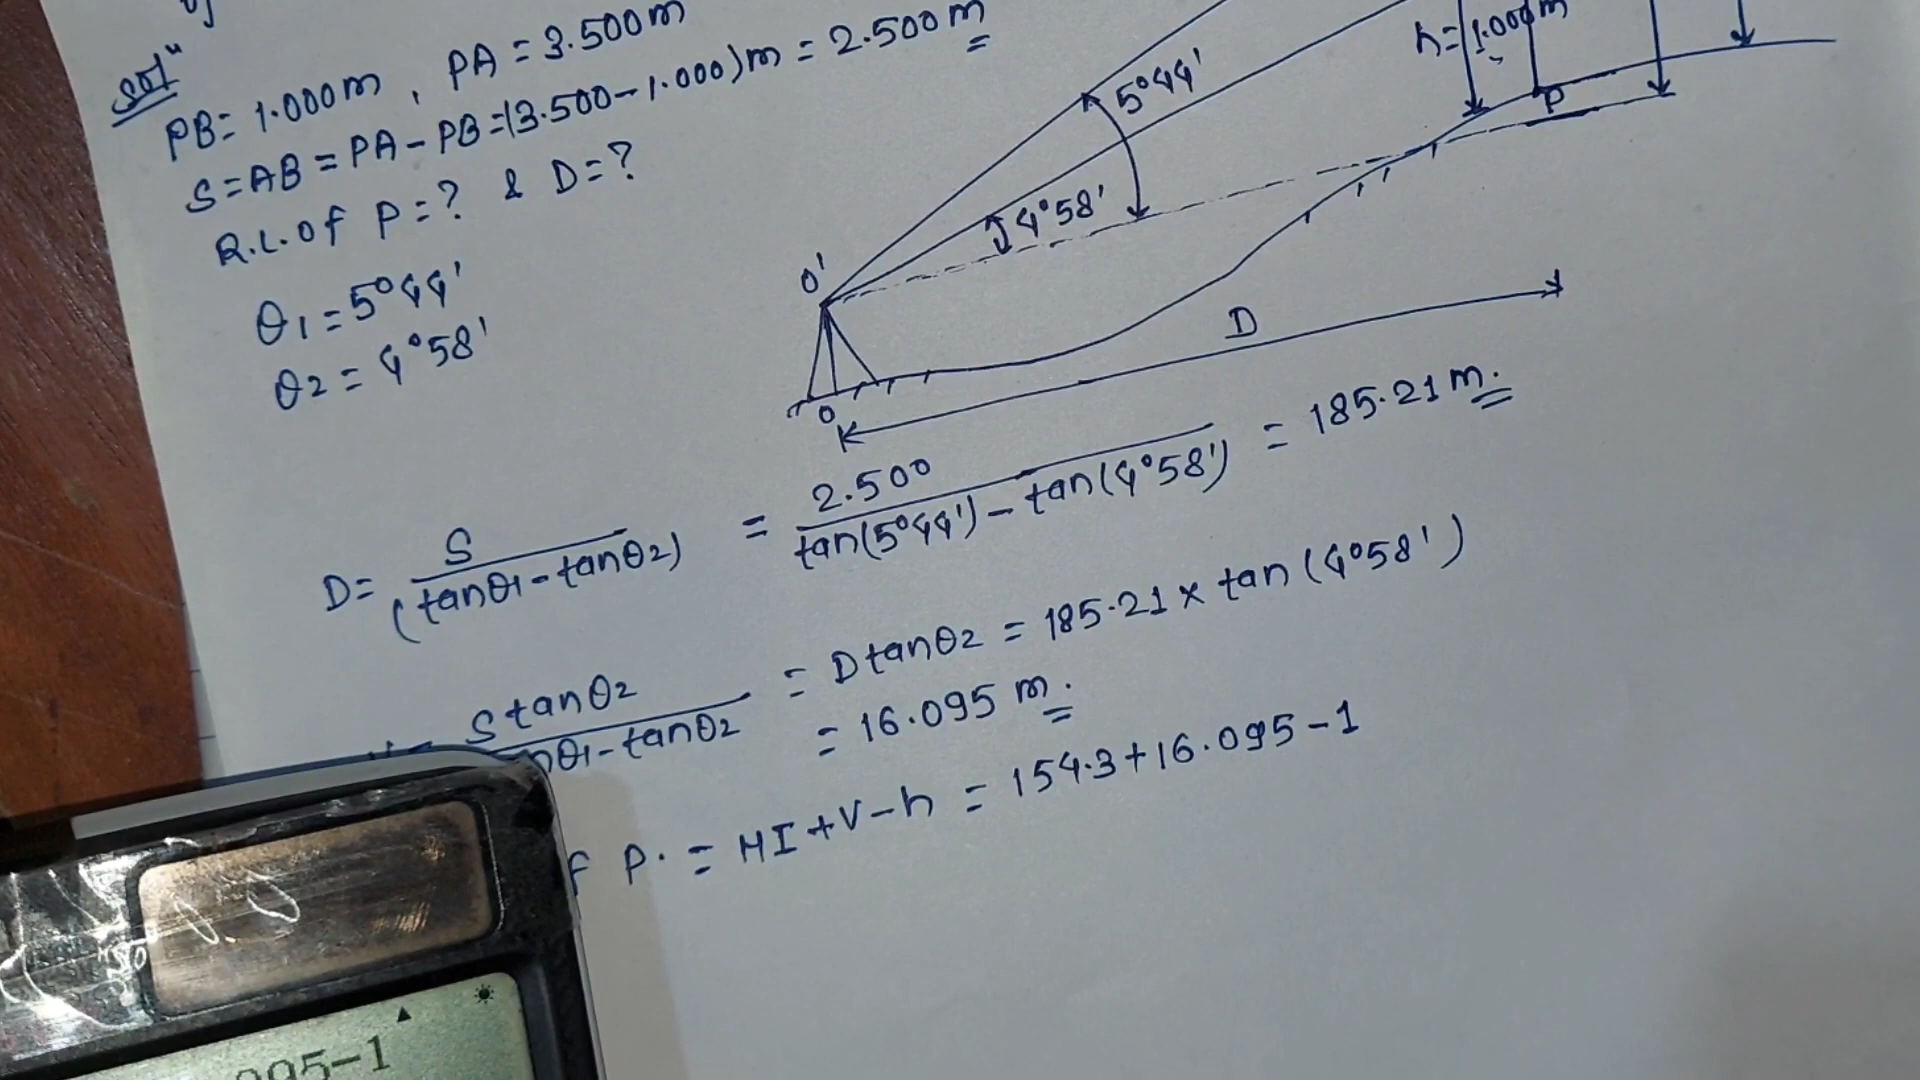 Sol"
PB= 1.000m , PA = 3.500m
S=AB = PA-PB=(3.500-1.000)m = 2.500m
R.L. of P=? & D=?
θ1=5°44'
θ2=4°58'
5°44'
4°58'
h=1.000m
P
O'
O
D
D= S/(tanθ1-tanθ2) = 2.500/tan(5°44')-tan(4°58') = 185.21m.
S tanθ2/nθ1-tanθ2 = D tanθ2 = 185.21 x tan (4°58')
= 16.095 m.
f P. = HI+V-h = 154.3+16.095-1
095-1